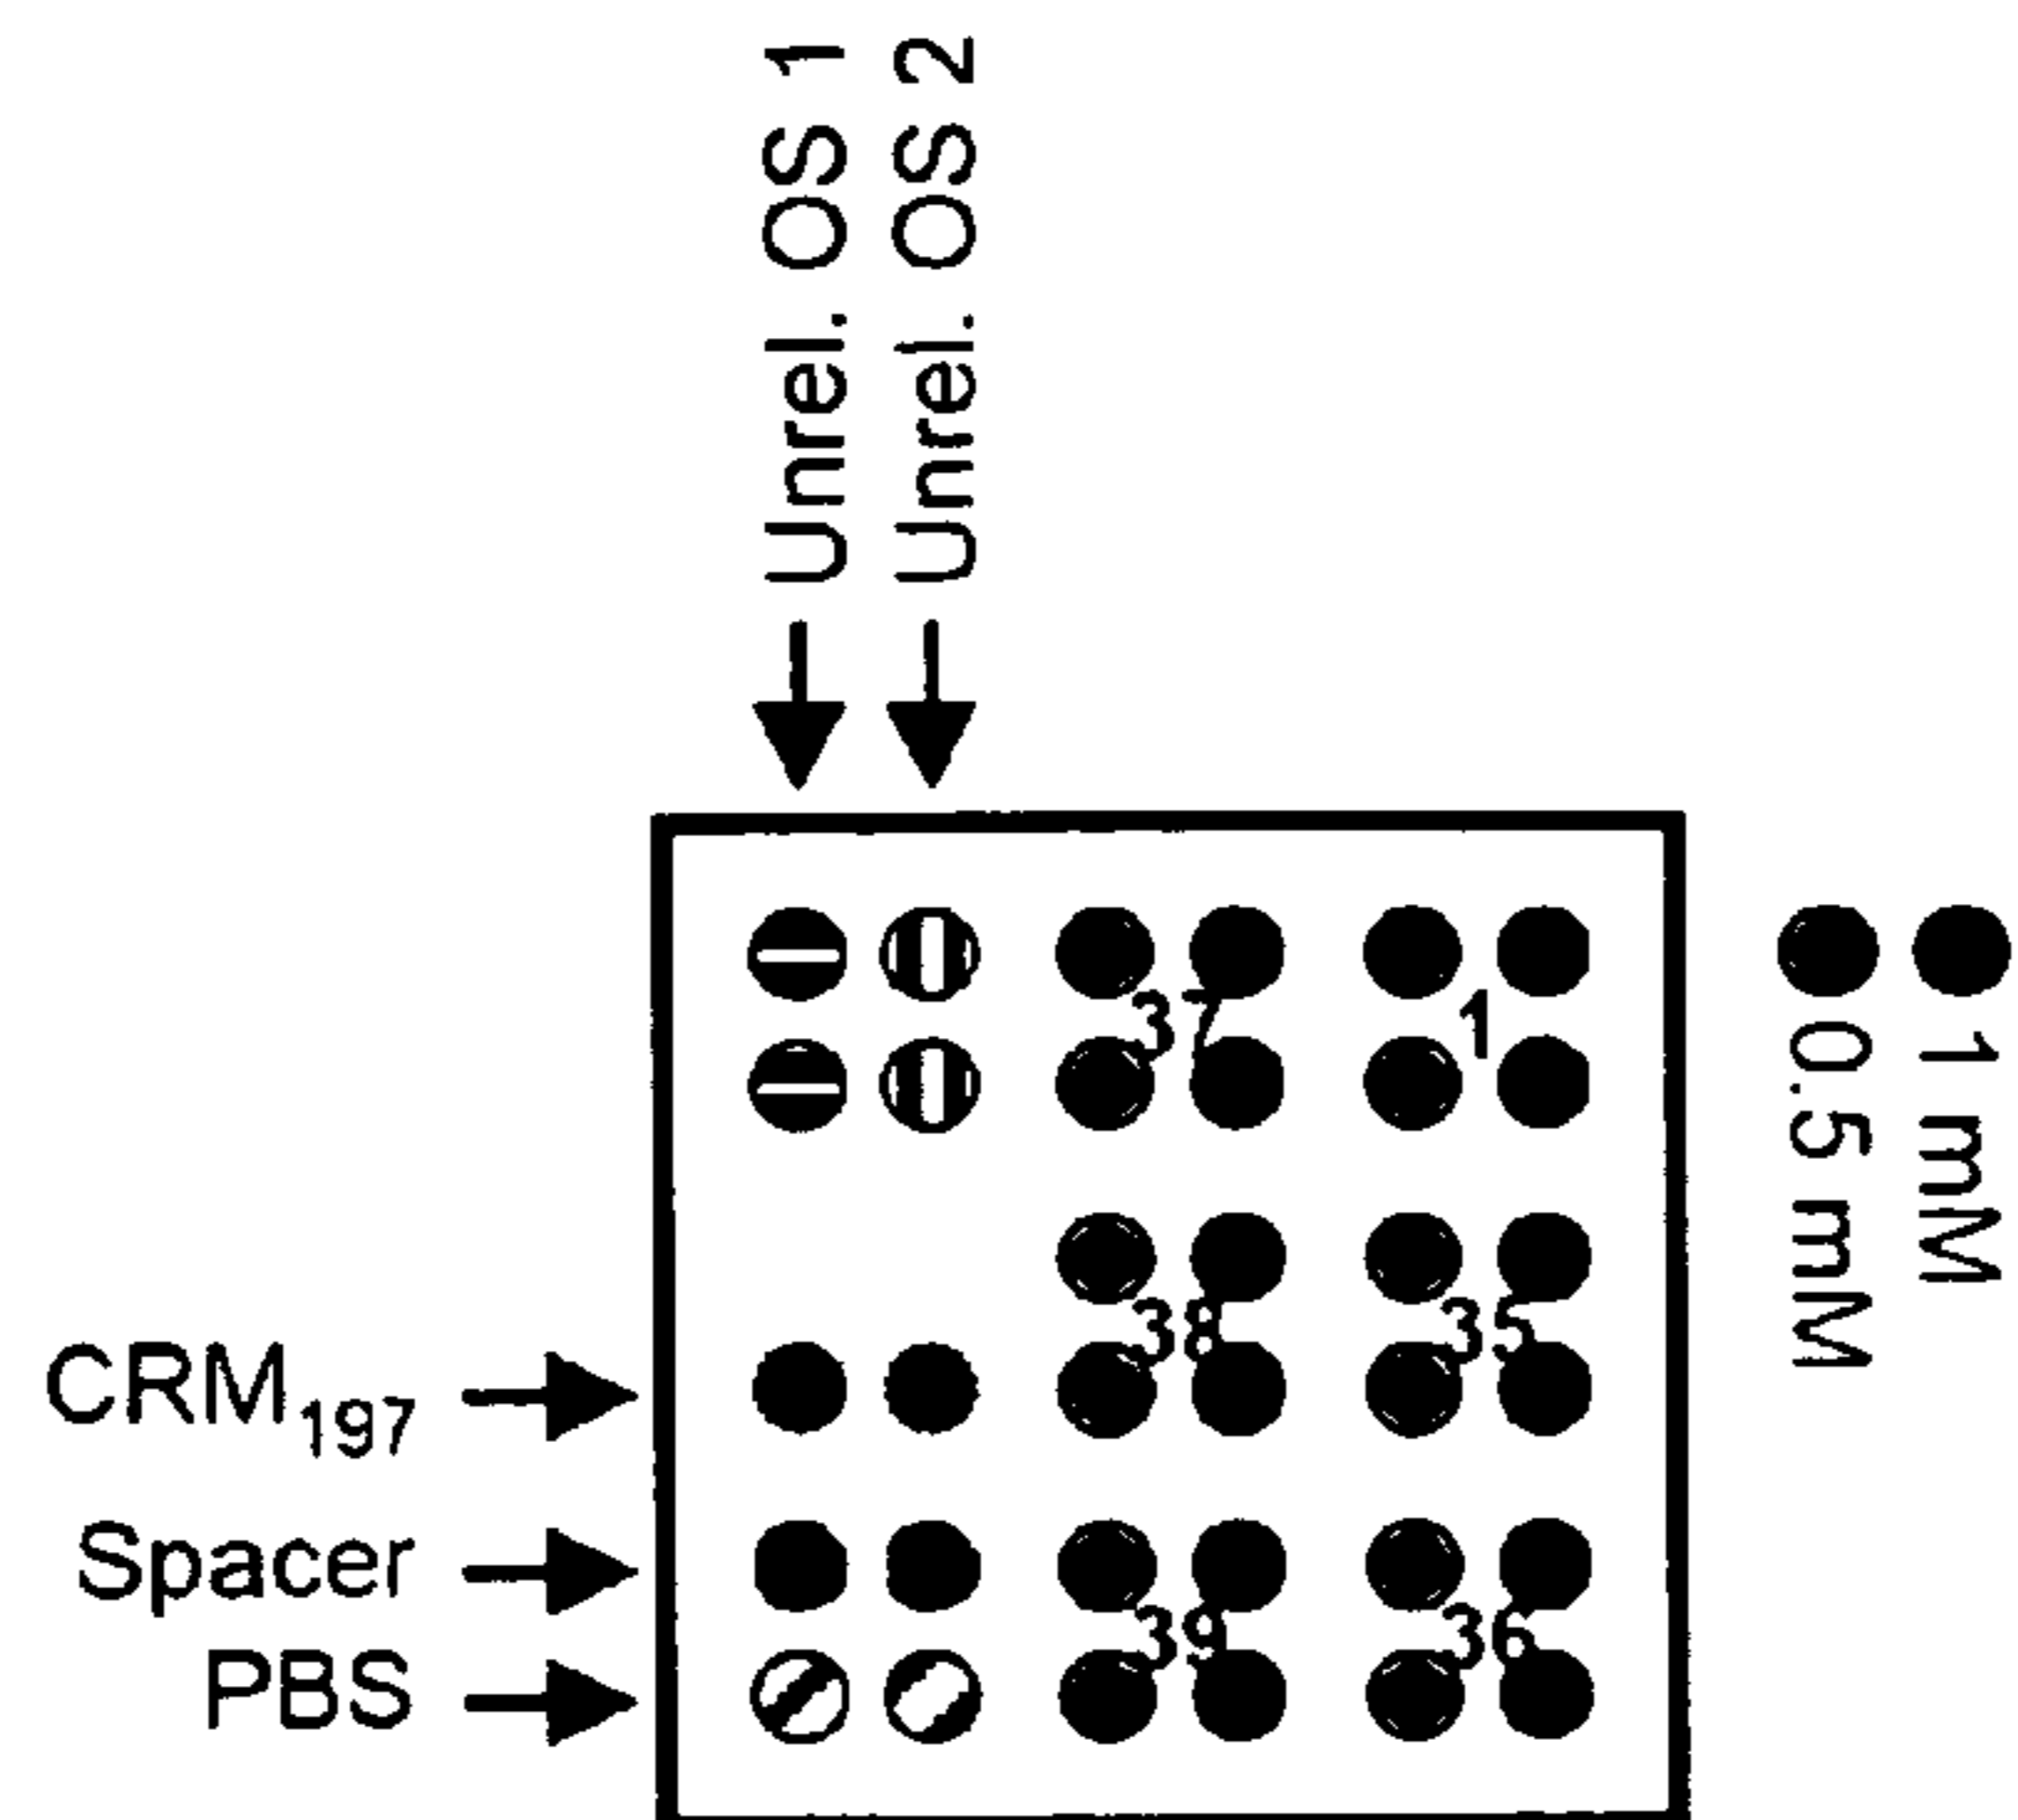 Unrel. OS 1
Unrel. OS 2
37
1
1 mM
0.5 mM
38
35
CRM197
Spacer
39
36
PBS